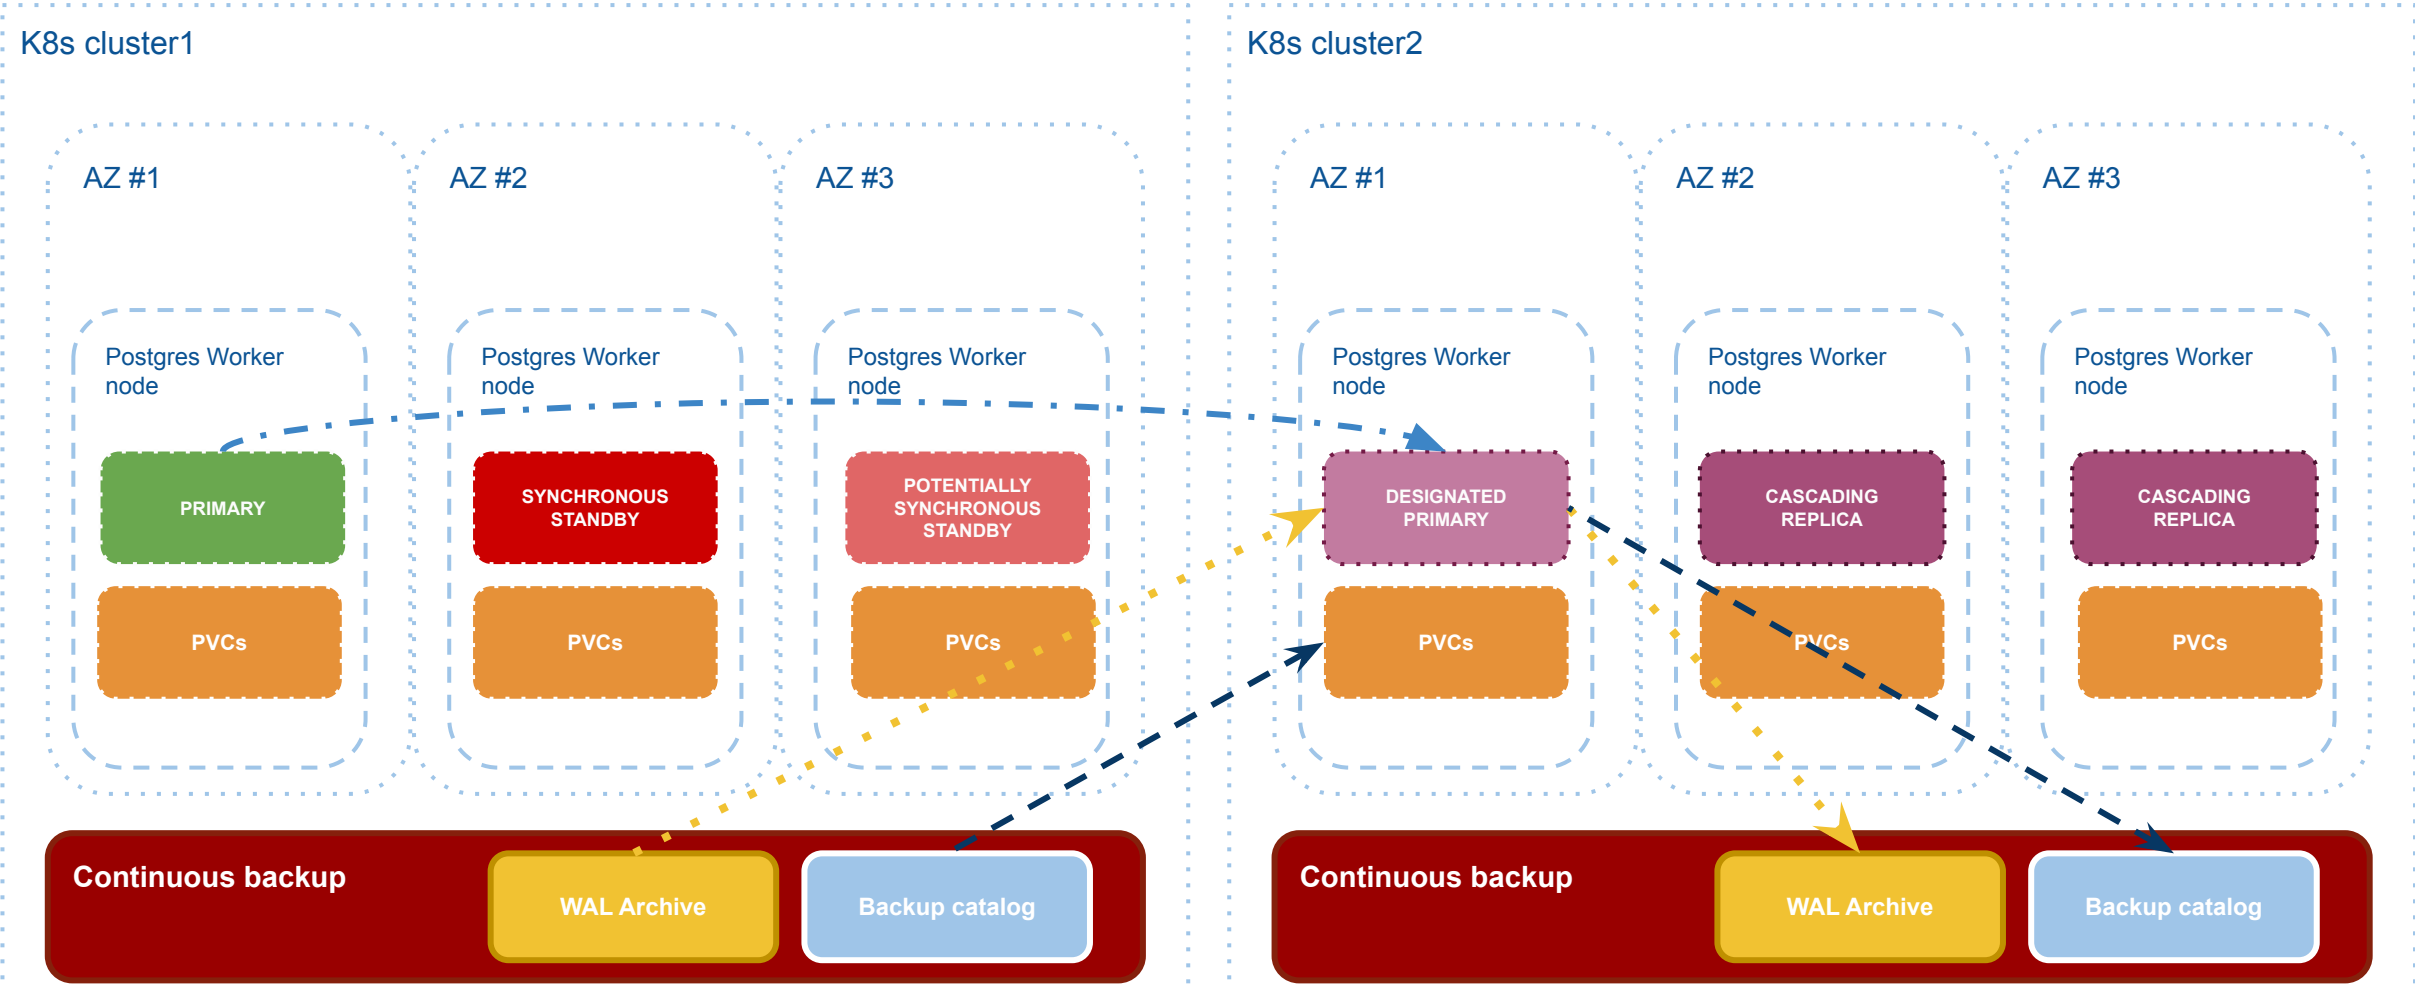 K8s cluster1
AZ #1
AZ #2
AZ #3
Postgres Worker
node
Postgres Worker
node
Postgres Worker
node
PRIMARY
SYNCHRONOUS
STANDBY
POTENTIALLY
SYNCHRONOUS
STANDBY
PVCs
PVCs
PVCs
Continuous backup
WAL Archive
Backup catalog
K8s cluster2
AZ #1
AZ #2
AZ #3
Postgres Worker
node
Postgres Worker
node
Postgres Worker
node
DESIGNATED
PRIMARY
CASCADING
REPLICA
CASCADING
REPLICA
PVCs
PVCs
PVCs
Continuous backup
WAL Archive
Backup catalog